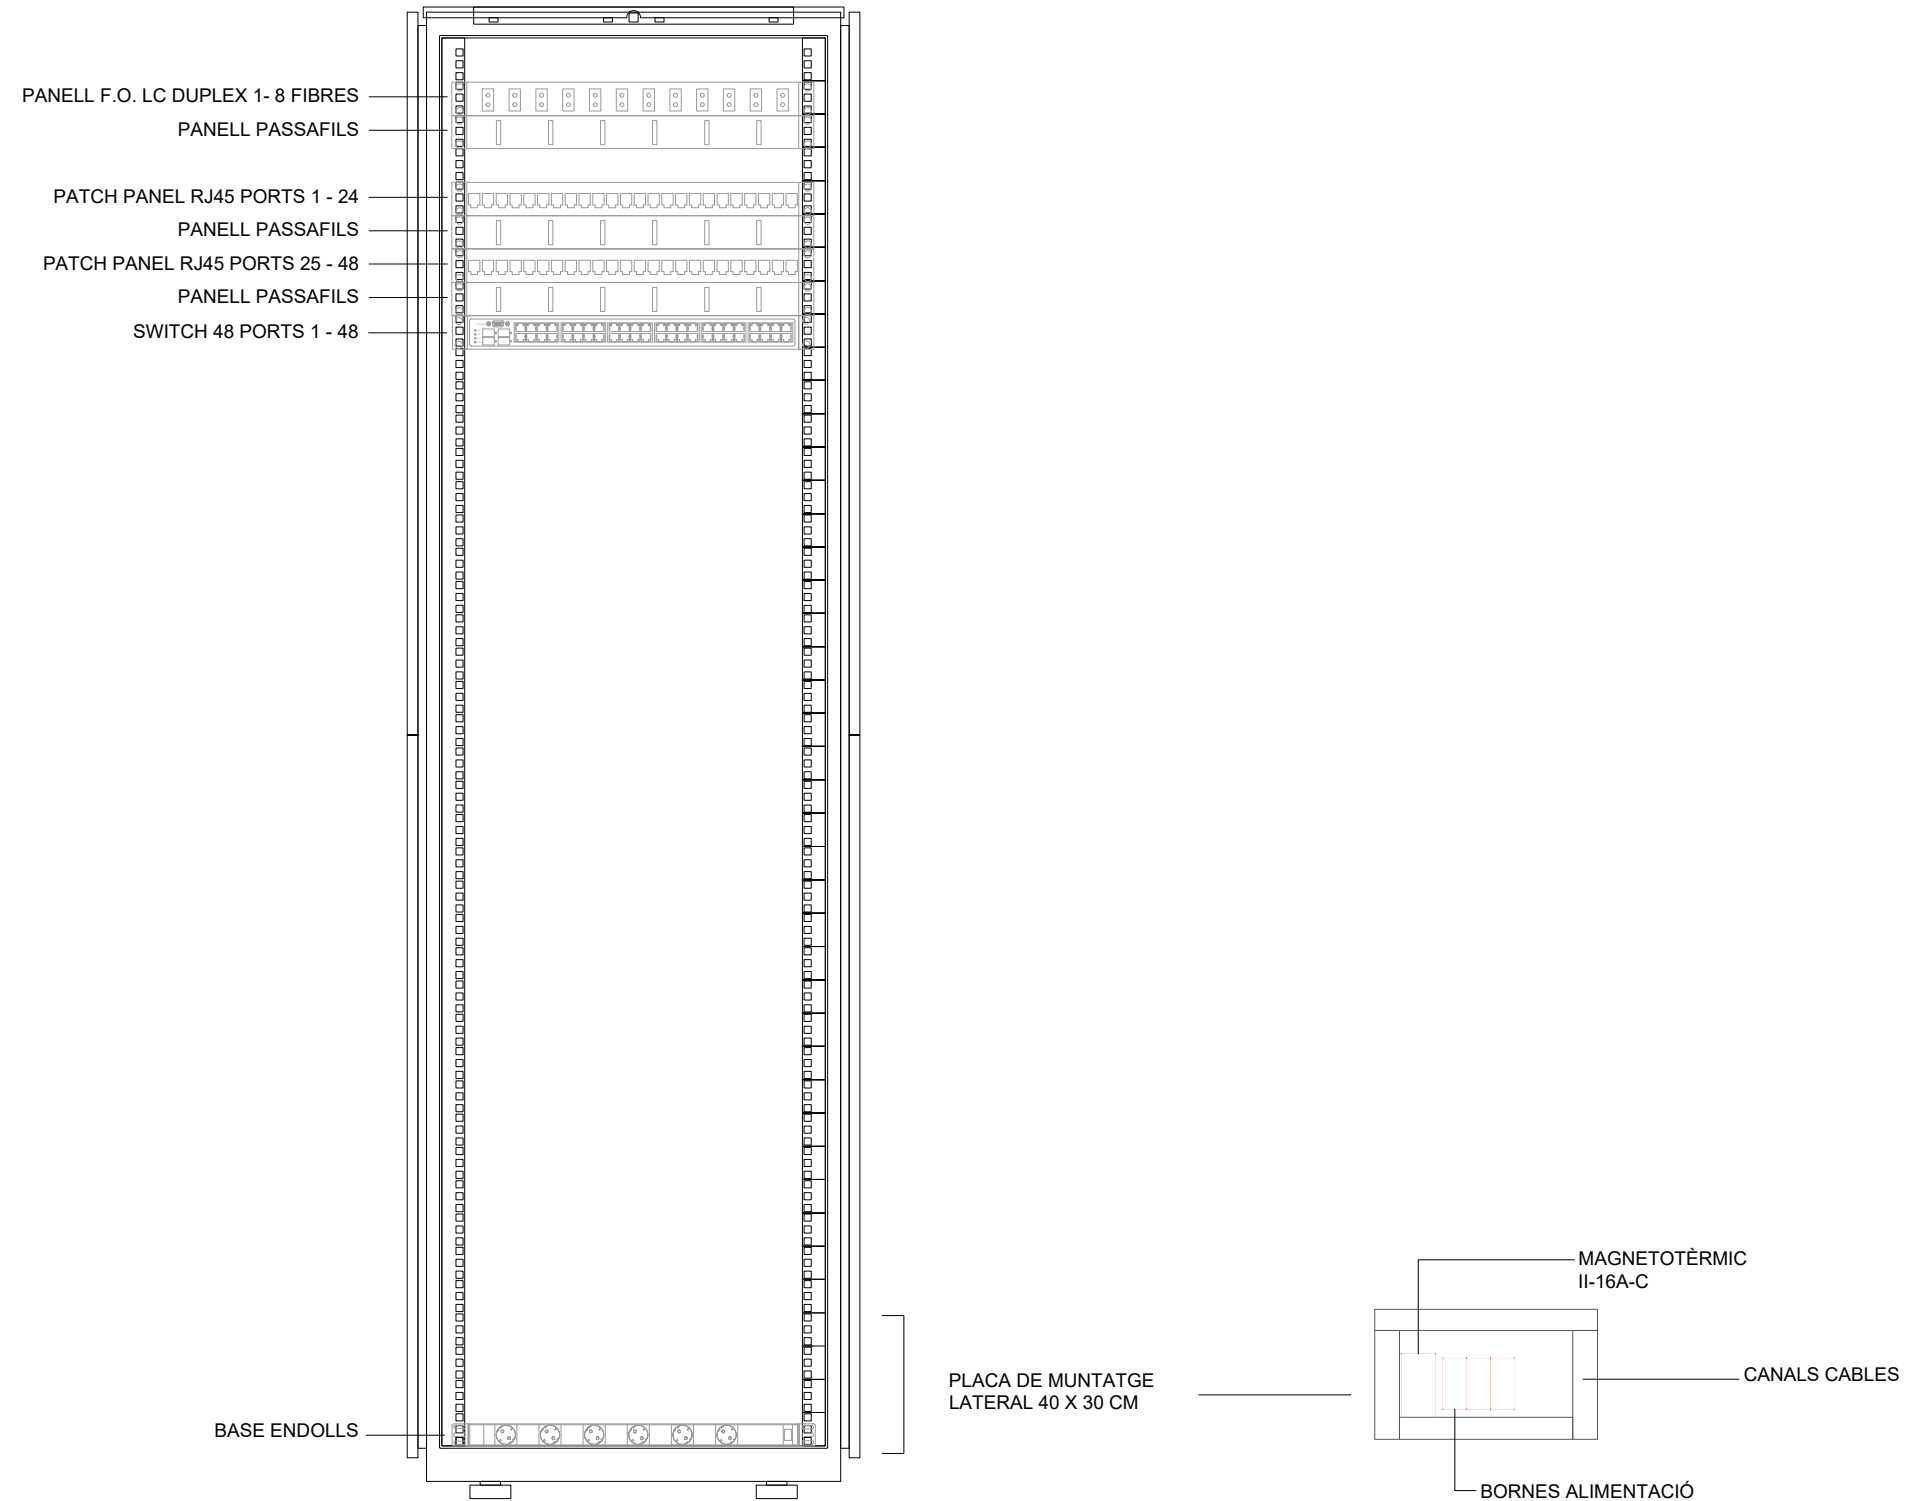 PANELL F.O. LC DUPLEX 1- 8 FIBRES
PANELL PASSAFILS
PATCH PANEL RJ45 PORTS 1 - 24
PANELL PASSAFILS
PATCH PANEL RJ45 PORTS 25 - 48
PANELL PASSAFILS
SWITCH 48 PORTS 1 - 48
BASE ENDOLLS
PLACA DE MUNTATGE
LATERAL 40 X 30 CM
MAGNETOTÈRMIC
II-16A-C
CANALS CABLES
BORNES ALIMENTACIÓ